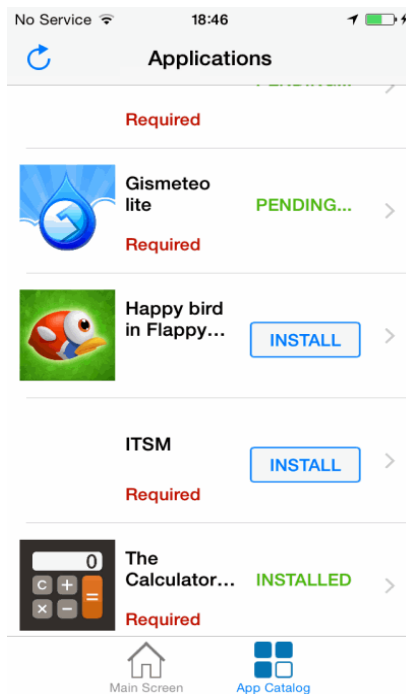 No Service 18:46
Applications
PENDING...
Required
Gismeteo
lite
PENDING...
Required
Happy bird
in Flappy...
INSTALL
ITSM
INSTALL
Required
0
C +
× − =
The
Calculator...
INSTALLED
Required
Main Screen
App Catalog